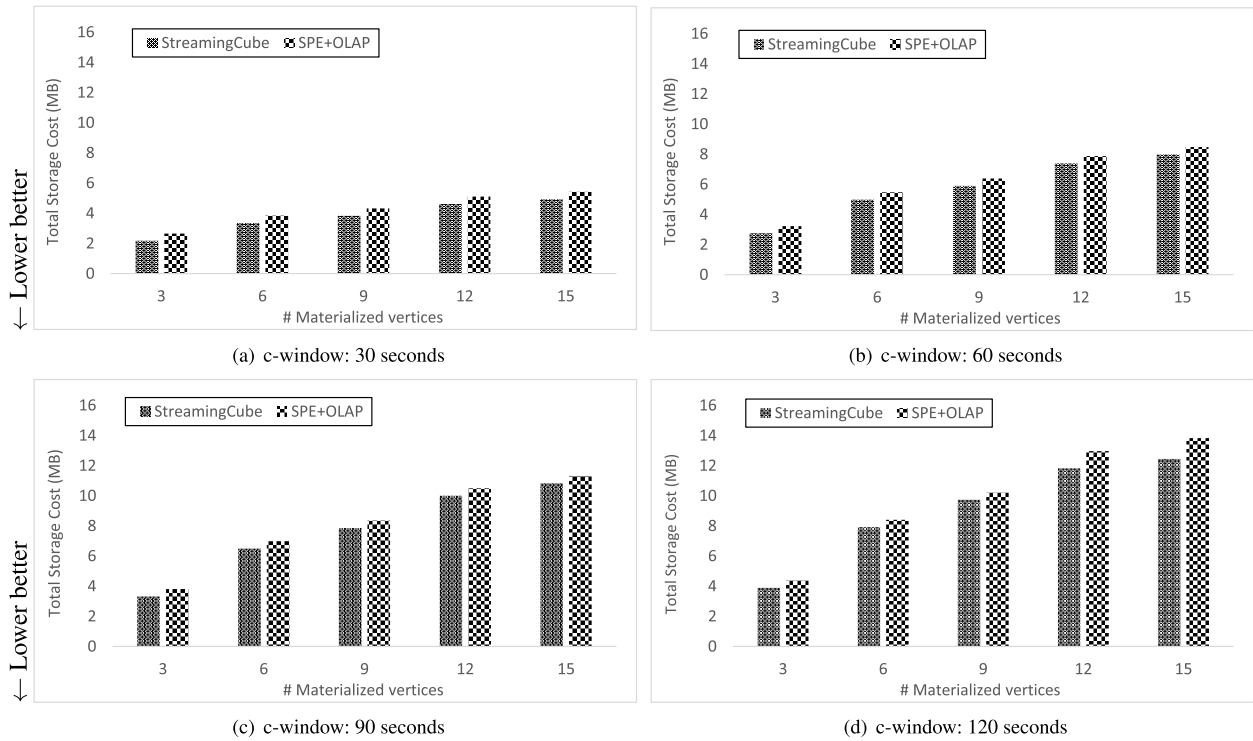 ← Lower better
Total Storage Cost (MB)
16
14
12
10
8
6
4
2
0
StreamingCube SPE+OLAP
3 6 9 12 15
# Materialized vertices
(a) c-window: 30 seconds
Total Storage Cost (MB)
16
14
12
10
8
6
4
2
0
StreamingCube SPE+OLAP
3 6 9 12 15
# Materialized vertices
(b) c-window: 60 seconds
← Lower better
Total Storage Cost (MB)
16
14
12
10
8
6
4
2
0
StreamingCube SPE+OLAP
3 6 9 12 15
# Materialized vertices
(c) c-window: 90 seconds
Total Storage Cost (MB)
16
14
12
10
8
6
4
2
0
StreamingCube SPE+OLAP
3 6 9 12 15
# Materialized vertices
(d) c-window: 120 seconds